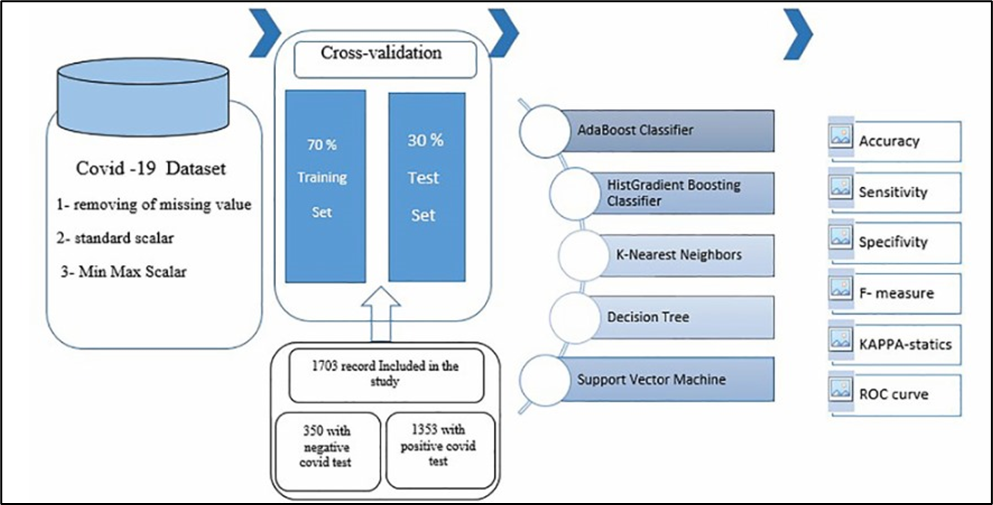 Covid -19 Dataset
1- removing of missing value
2- standard scalar
3- Min Max Scalar
Cross-validation
70 %
Training
Set
30 %
Test
Set
1703 record Included in the
study
350 with
negative
covid test
1353 with
positive covid
test
AdaBoost Classifier
HistGradient Boosting
Classifier
K-Nearest Neighbors
Decision Tree
Support Vector Machine
Accuracy
Sensitivity
Specifivity
F- measure
KAPPA-statics
ROC curve